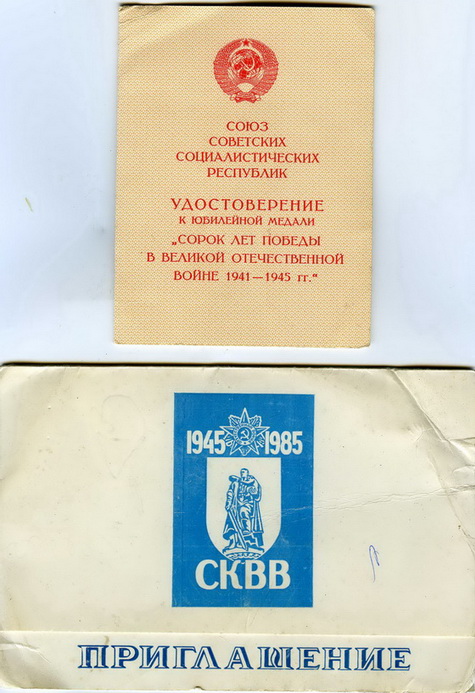 СОЮЗ
СОВЕТСКИХ
СОЦИАЛИСТИЧЕСКИХ
РЕСПУБЛИК
УДОСТОВЕРЕНИЕ
К ЮБИЛЕЙНОЙ МЕДАЛИ
„СОРОК ЛЕТ ПОБЕДЫ
В ВЕЛИКОЙ ОТЕЧЕСТВЕННОЙ
ВОЙНЕ 1941—1945 гг.“
1945 1985
СКВВ
ПРИГЛАШЕНИЕ